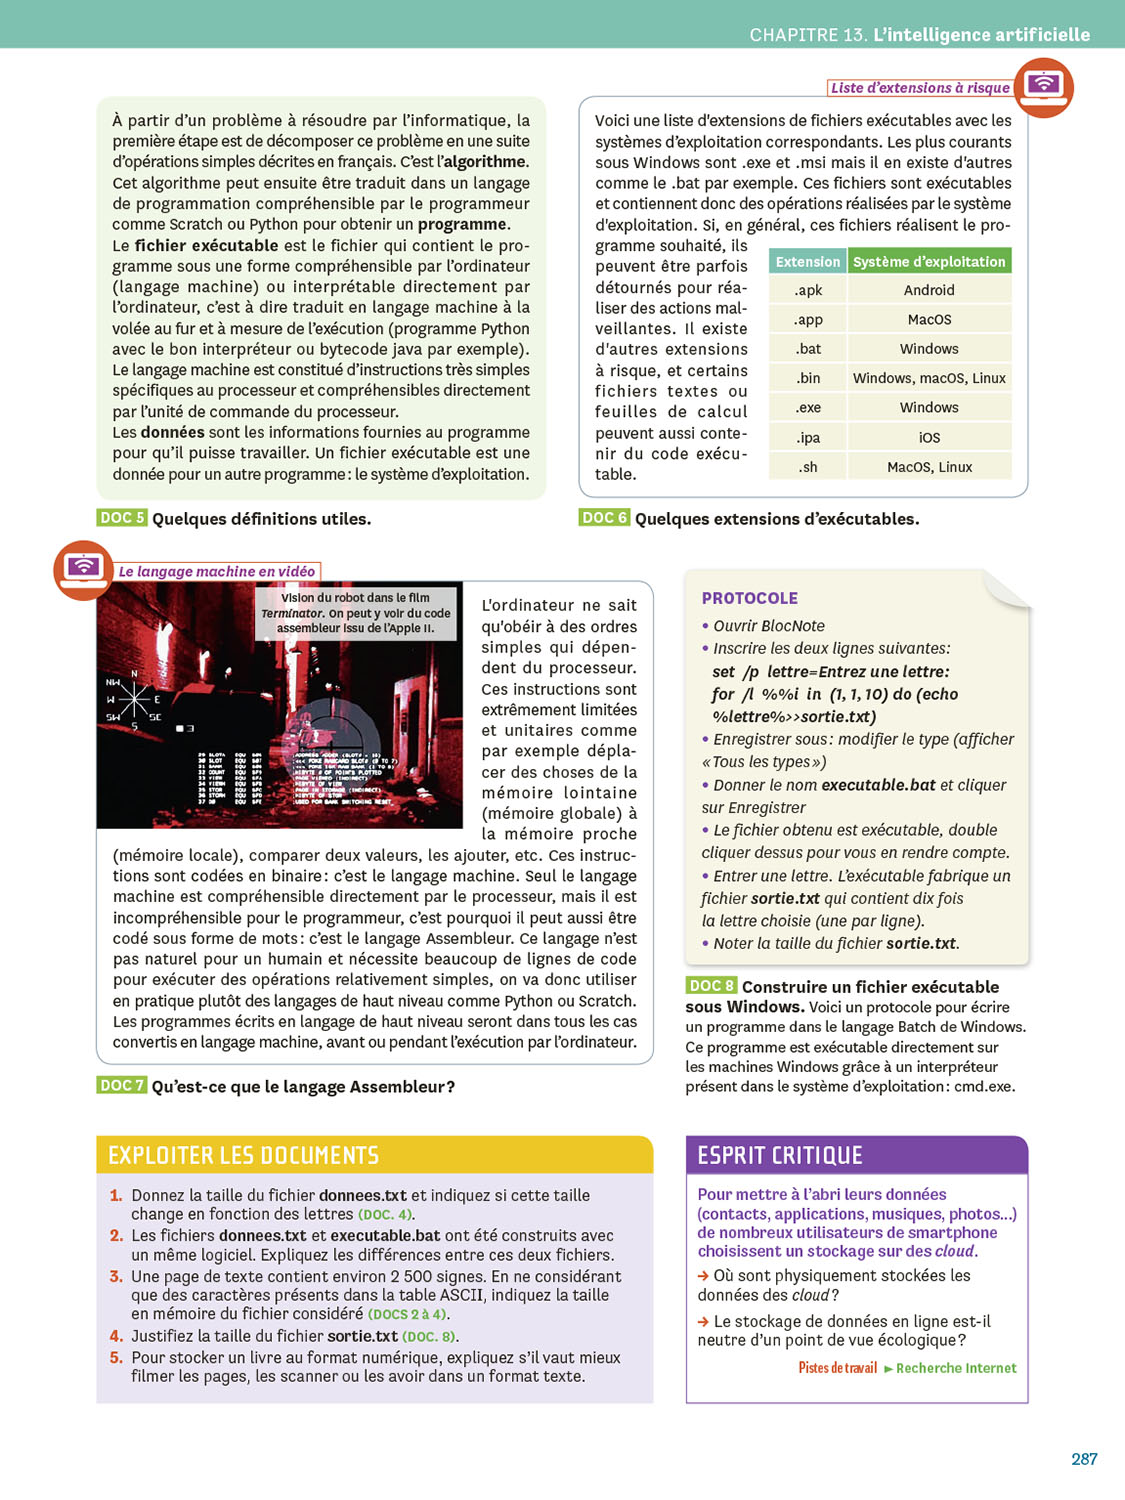 CHAPITRE 13. L'intelligence artificielle
À partir d'un problème à résoudre par l'informatique, la
première étape est de décomposer ce problème en une suite
d'opérations simples décrites en français. C'est l'algorithme.
Cet algorithme peut ensuite être traduit dans un langage
de programmation compréhensible par le programmeur
comme Scratch ou Python pour obtenir un programme.
Le fichier exécutable est le fichier qui contient le pro-
gramme sous une forme compréhensible par l'ordinateur
(langage machine) ou interprétable directement par
l'ordinateur, c'est à dire traduit en langage machine à la
volée au fur et à mesure de l'exécution (programme Python
avec le bon interpréteur ou bytecode java par exemple).
Le langage machine est constitué d'instructions très simples
spécifiques au processeur et compréhensibles directement
par l'unité de commande du processeur.
Les données sont les informations fournies au programme
pour qu'il puisse travailler. Un fichier exécutable est une
donnée pour un autre programme : le système d'exploitation.
DOC 5 Quelques définitions utiles.
Liste d'extensions à risque
Voici une liste d'extensions de fichiers exécutables avec les
systèmes d'exploitation correspondants. Les plus courants
sous Windows sont .exe et .msi mais il en existe d'autres
comme le .bat par exemple. Ces fichiers sont exécutables
et contiennent donc des opérations réalisées par le système
d'exploitation. Si, en général, ces fichiers réalisent le pro-
gramme souhaité, ils
peuvent être parfois
détournés pour réa-
liser des actions mal-
veillantes. Il existe
d'autres extensions
à risque, et certains
fichiers textes ou
feuilles de calcul
peuvent aussi conte-
nir du code exécu-
table.
Extension Système d'exploitation
.apk Android
.app MacOS
.bat Windows
.bin Windows, macOS, Linux
.exe Windows
.ipa iOS
.sh MacOS, Linux
DOC 6 Quelques extensions d'exécutables.
Le langage machine en vidéo
Vision du robot dans le film
Terminator. On peut y voir du code
assembleur issu de l'Apple II.
N
NW
W E
SW SE
S
3
L'ordinateur ne sait
qu'obéir à des ordres
simples qui dépen-
dent du processeur.
Ces instructions sont
extrêmement limitées
et unitaires comme
par exemple dépla-
cer des choses de la
mémoire lointaine
(mémoire globale) à
la mémoire proche
(mémoire locale), comparer deux valeurs, les ajouter, etc. Ces instruc-
tions sont codées en binaire : c'est le langage machine. Seul le langage
machine est compréhensible directement par le processeur, mais il est
incompréhensible pour le programmeur, c'est pourquoi il peut aussi être
codé sous forme de mots : c'est le langage Assembleur. Ce langage n'est
pas naturel pour un humain et nécessite beaucoup de lignes de code
pour exécuter des opérations relativement simples, on va donc utiliser
en pratique plutôt des langages de haut niveau comme Python ou Scratch.
Les programmes écrits en langage de haut niveau seront dans tous les cas
convertis en langage machine, avant ou pendant l'exécution par l'ordinateur.
DOC 7 Qu'est-ce que le langage Assembleur ?
PROTOCOLE
• Ouvrir BlocNote
• Inscrire les deux lignes suivantes :
set /p lettre=Entrez une lettre:
for /l %%i in (1, 1, 10) do (echo
%lettre%>>sortie.txt)
• Enregistrer sous : modifier le type (afficher
« Tous les types »)
• Donner le nom executable.bat et cliquer
sur Enregistrer
• Le fichier obtenu est exécutable, double
cliquer dessus pour vous en rendre compte.
• Entrer une lettre. L'exécutable fabrique un
fichier sortie.txt qui contient dix fois
la lettre choisie (une par ligne).
• Noter la taille du fichier sortie.txt.
DOC 8 Construire un fichier exécutable
sous Windows. Voici un protocole pour écrire
un programme dans le langage Batch de Windows.
Ce programme est exécutable directement sur
les machines Windows grâce à un interpréteur
présent dans le système d'exploitation : cmd.exe.
EXPLOITER LES DOCUMENTS
1. Donnez la taille du fichier donnees.txt et indiquez si cette taille
change en fonction des lettres (DOC. 4).
2. Les fichiers donnees.txt et executable.bat ont été construits avec
un même logiciel. Expliquez les différences entre ces deux fichiers.
3. Une page de texte contient environ 2 500 signes. En ne considérant
que des caractères présents dans la table ASCII, indiquez la taille
en mémoire du fichier considéré (DOCS 2 à 4).
4. Justifiez la taille du fichier sortie.txt (DOC. 8).
5. Pour stocker un livre au format numérique, expliquez s'il vaut mieux
filmer les pages, les scanner ou les avoir dans un format texte.
ESPRIT CRITIQUE
Pour mettre à l'abri leurs données
(contacts, applications, musiques, photos...)
de nombreux utilisateurs de smartphone
choisissent un stockage sur des cloud.
→ Où sont physiquement stockées les
données des cloud ?
→ Le stockage de données en ligne est-il
neutre d'un point de vue écologique ?
Pistes de travail ► Recherche Internet
287